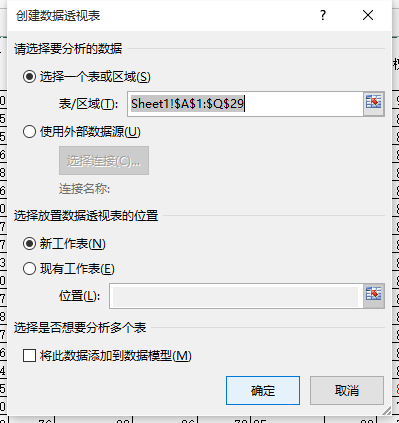 创建数据透视表
请选择要分析的数据
选择一个表或区域(S)
表/区域(T): Sheet1!$A$1:$Q$29
使用外部数据源(U)
选择连接(C)...
连接名称:
选择放置数据透视表的位置
新工作表(N)
现有工作表(E)
位置(L):
选择是否想要分析多个表
将此数据添加到数据模型(M)
确定 取消